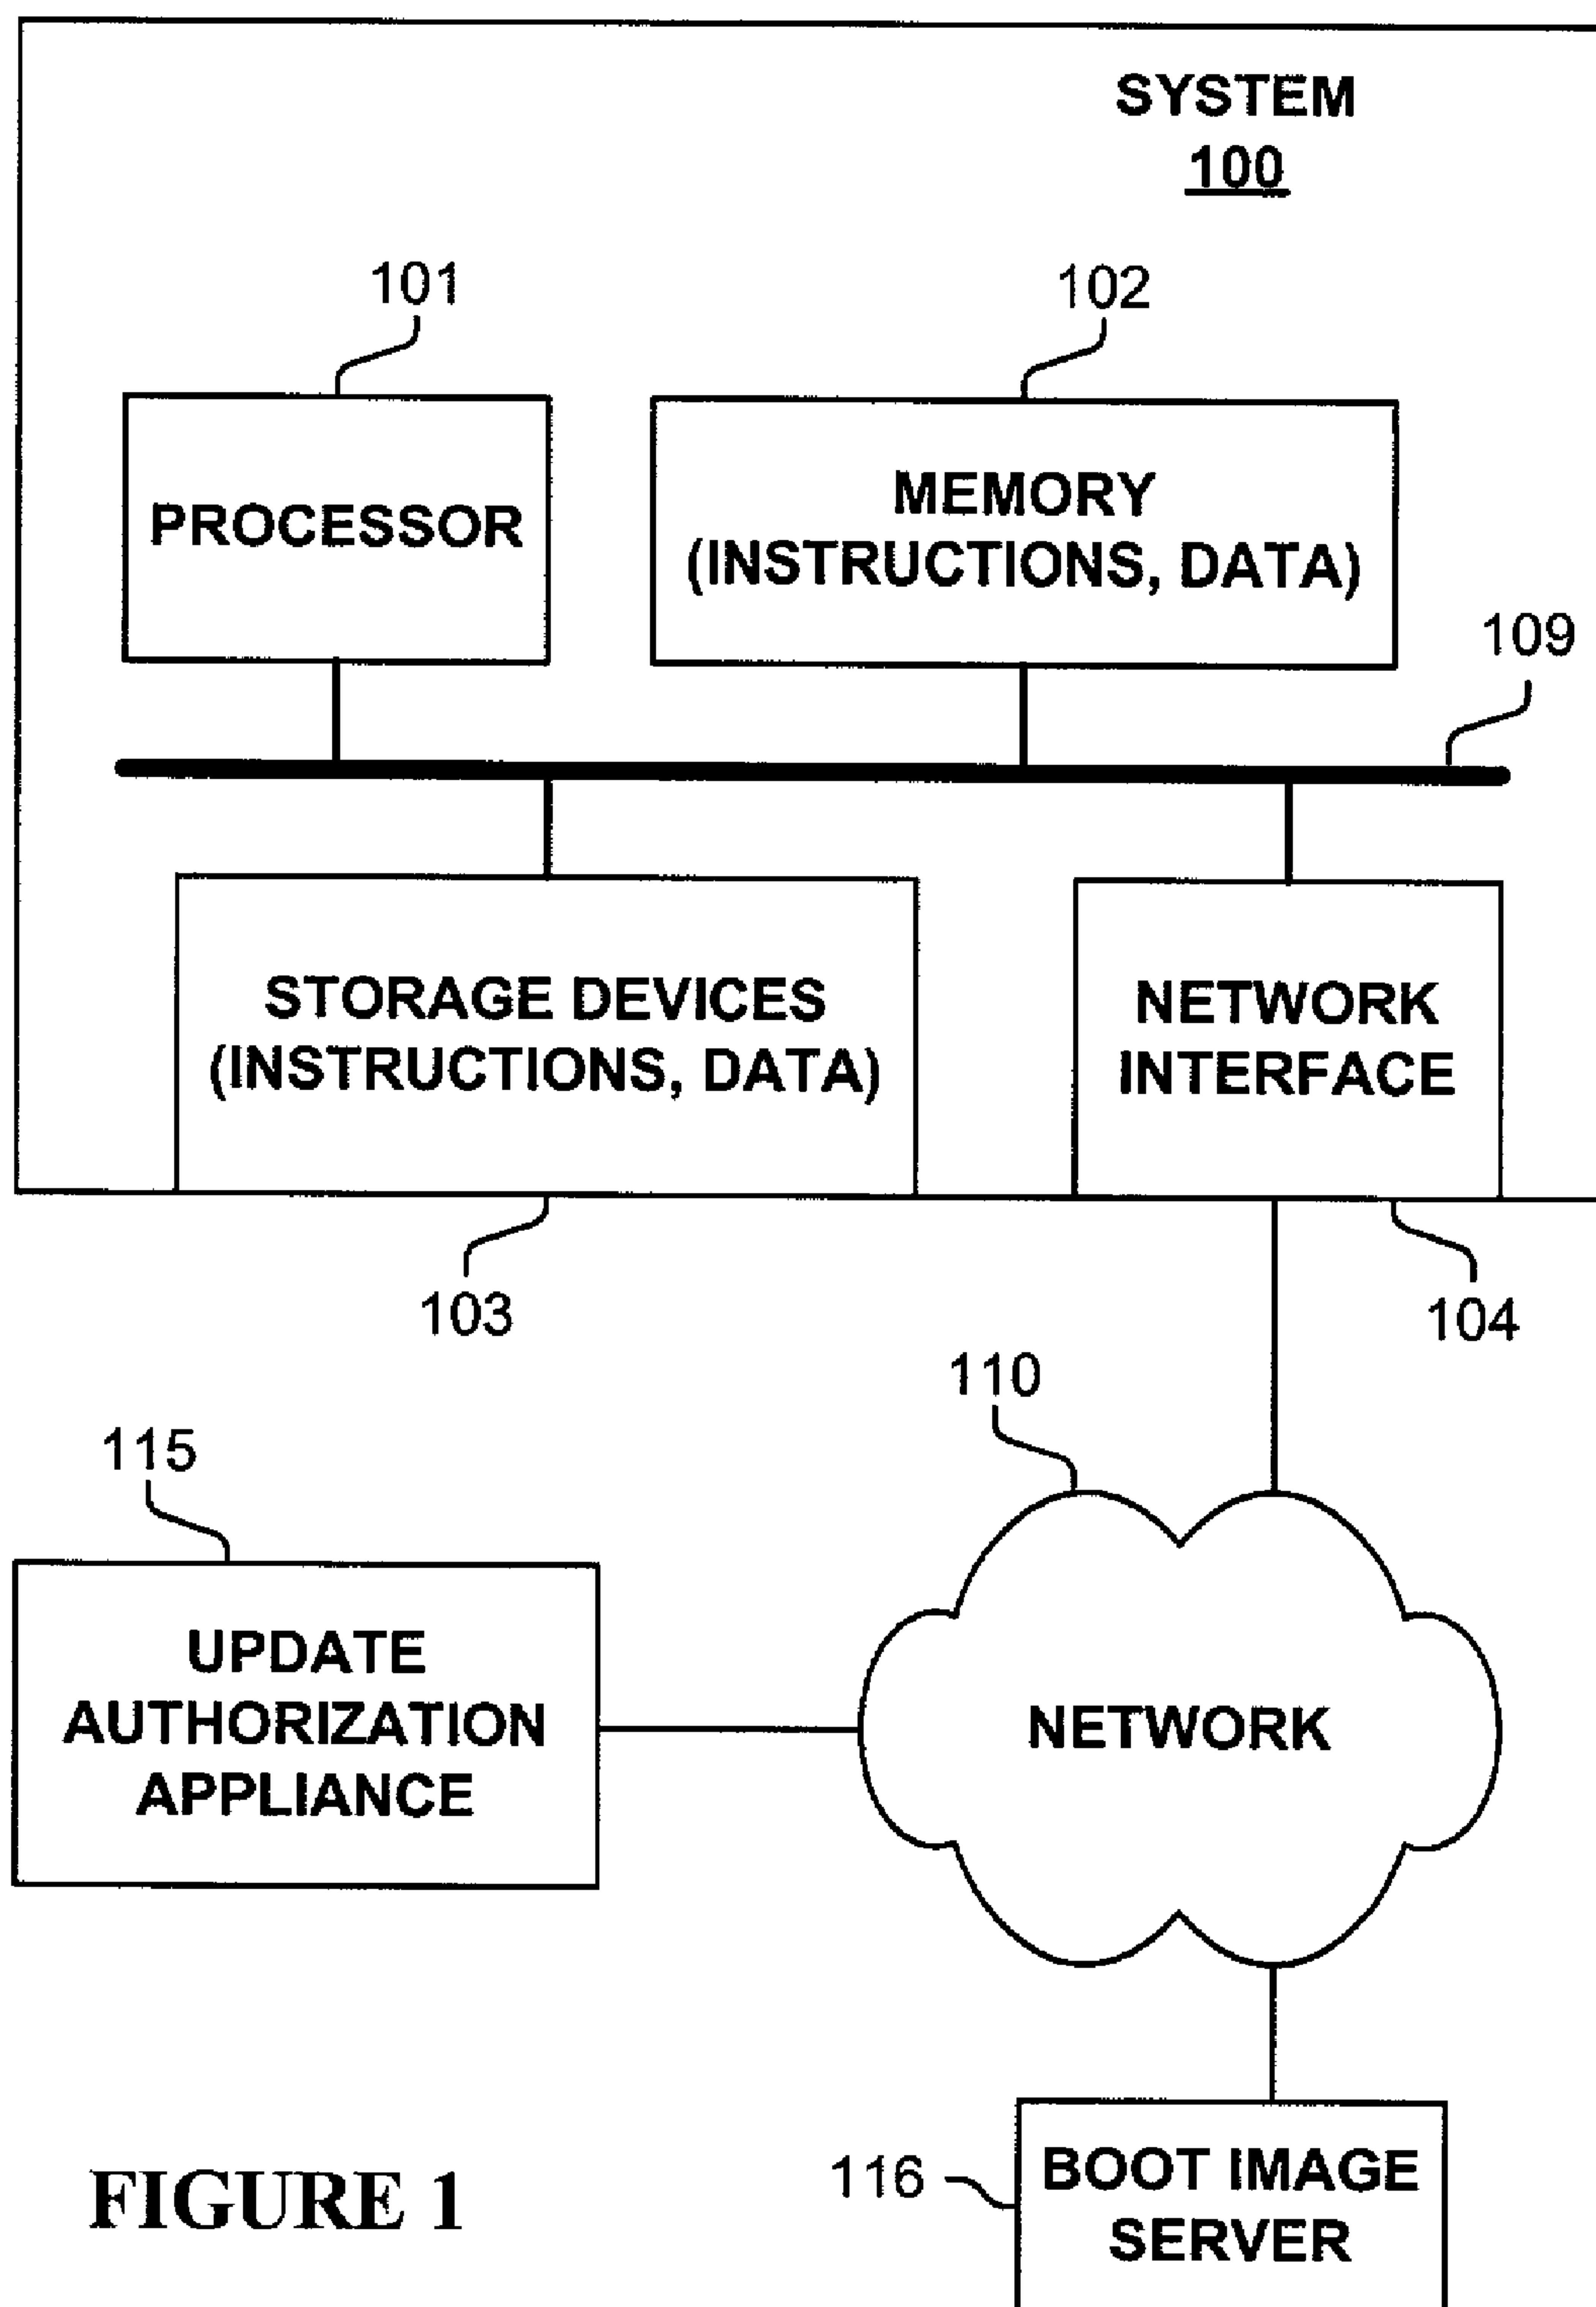 SYSTEM
100
101
102
PROCESSOR
MEMORY
(INSTRUCTIONS, DATA)
109
STORAGE DEVICES
(INSTRUCTIONS, DATA)
NETWORK
INTERFACE
103
104
110
115
UPDATE
AUTHORIZATION
APPLIANCE
NETWORK
116
BOOT IMAGE
SERVER
FIGURE 1